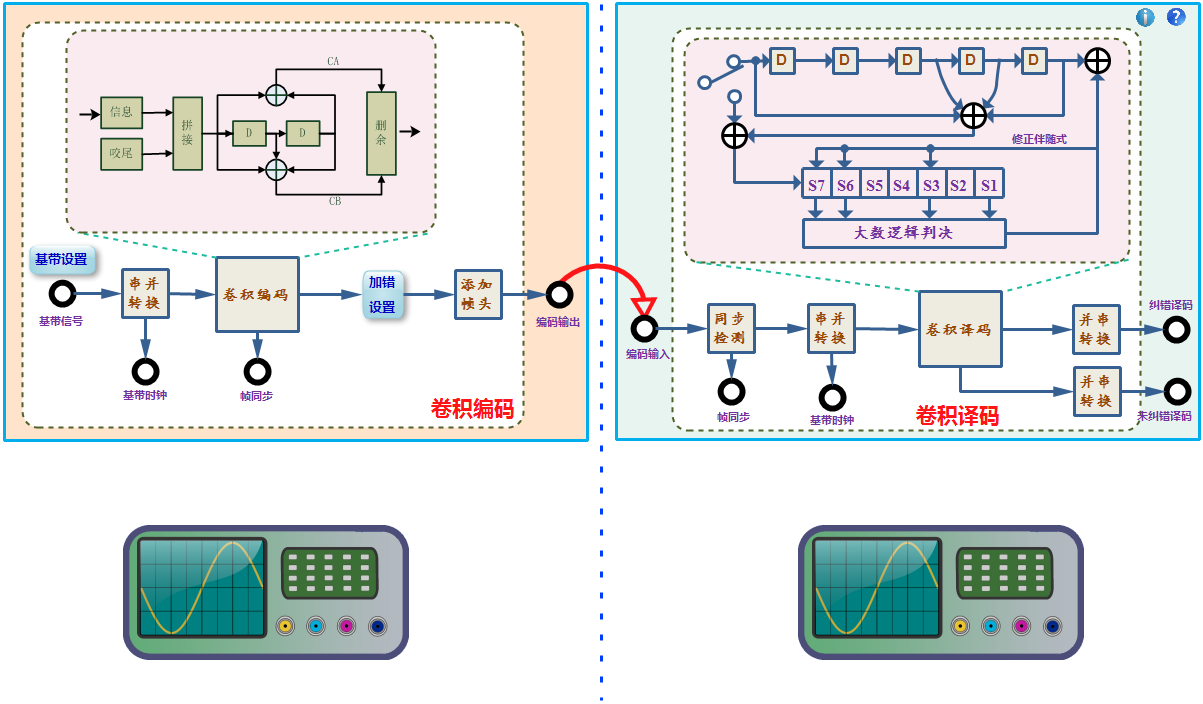 CA
信息
咬尾
拼
接
D
D
删
余
CB
基带设置
基带信号
串并
转换
基带时钟
卷积编码
帧同步
加错
设置
添加
帧头
编码输出
卷积编码
D
D
D
D
D
修正伴随式
S7
S6
S5
S4
S3
S2
S1
大数逻辑判决
编码输入
同步
检测
帧同步
串并
转换
基带时钟
卷积译码
并串
转换
纠错译码
并串
转换
未纠错译码
卷积译码
i
?